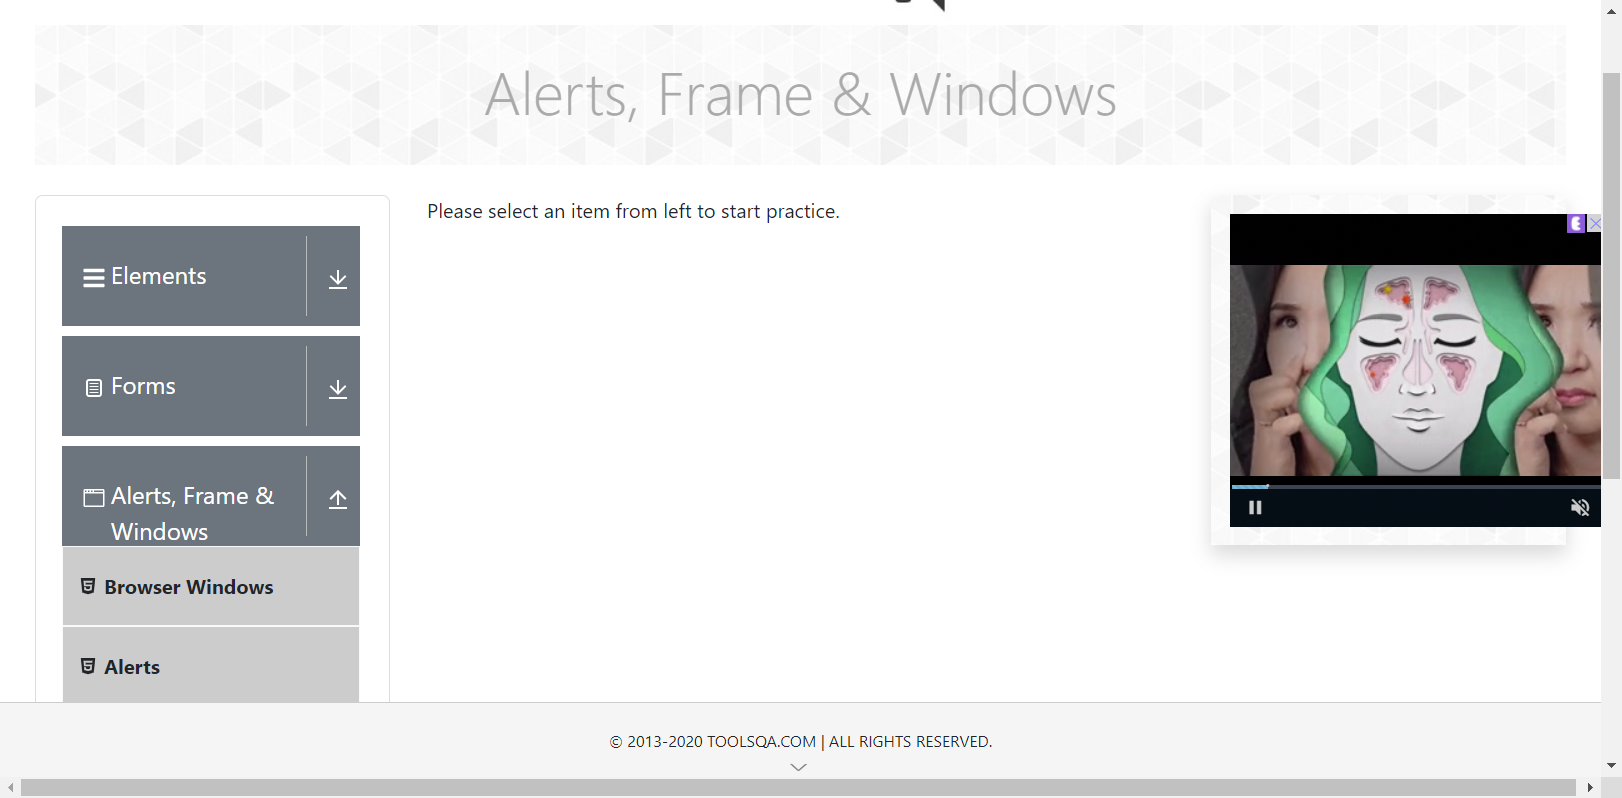 Alerts, Frame & Windows
Please select an item from left to start practice.
Elements
Forms
Alerts, Frame &
Windows
Browser Windows
Alerts
© 2013-2020 TOOLSQA.COM | ALL RIGHTS RESERVED.